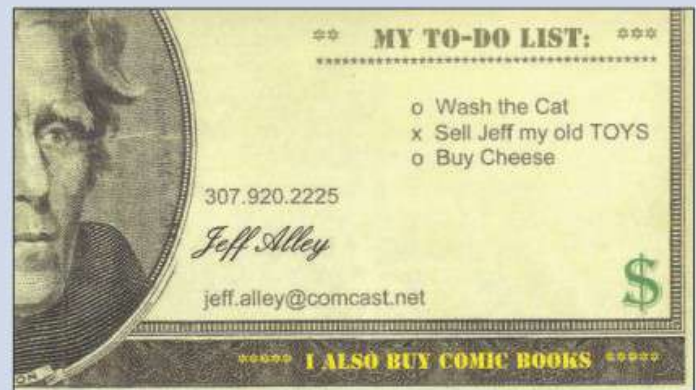 ** MY TO-DO LIST: ***
o Wash the Cat
x Sell Jeff my old TOYS
o Buy Cheese
307.920.2225
Jeff Alley
jeff.alley@comcast.net
$
***** I ALSO BUY COMIC BOOKS *****